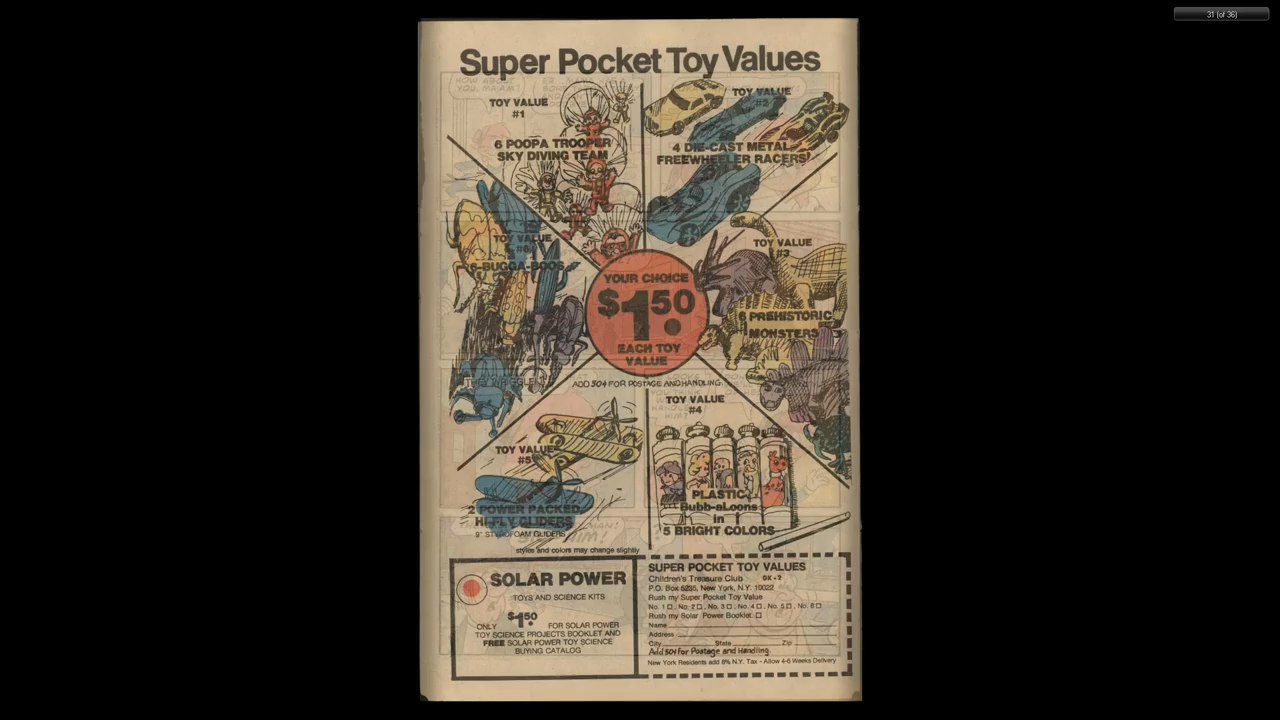 31 (of 36)
Super Pocket Toy Values
TOY VALUE
#1
6 POOPA TROOPER
SKY DIVING TEAM
TOY VALUE
#2
4 DIE-CAST METAL
FREEWHEELER RACERS
TOY VALUE
#6
6-BUGGA-BOOS
TOY VALUE
#3
6 PREHISTORIC
MONSTERS
YOUR CHOICE
$1.50
EACH TOY
VALUE
ADD 50¢ FOR POSTAGE AND HANDLING.
TOY VALUE
#4
PLASTIC
Bubb-aLoons
in
5 BRIGHT COLORS
TOY VALUE
#5
2 POWER PACKED
HI-FLY GLIDERS
9" STYROFOAM GLIDERS
styles and colors may change slightly
SOLAR POWER
TOYS AND SCIENCE KITS
ONLY $1.50 FOR SOLAR POWER
TOY SCIENCE PROJECTS BOOKLET AND
FREE SOLAR POWER TOY SCIENCE
BUYING CATALOG
SUPER POCKET TOY VALUES
Children's Treasure Club OK-2
P.O. Box 5235, New York, N.Y. 10022
Rush my Super Pocket Toy Value
No. 1 □, No. 2 □, No. 3 □, No. 4 □, No. 5 □, No. 6 □
Rush my Solar Power Booklet. □
Name
Address
City State Zip
Add 50¢ for Postage and Handling.
New York Residents add 8% N.Y. Tax - Allow 4-6 Weeks Delivery